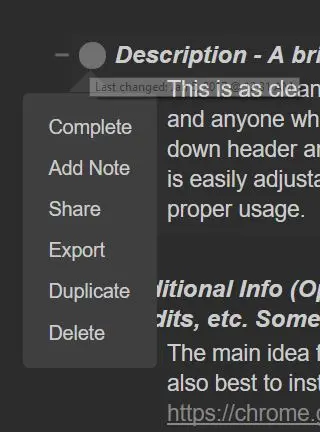 Description - A bri
Last changed:
This is as clean
and anyone wh
down header ar
is easily adjusta
proper usage.
Complete
Add Note
Share
Export
Duplicate
Delete
ditional Info (Op
dits, etc. Some
The main idea f
also best to inst
https://chrome.